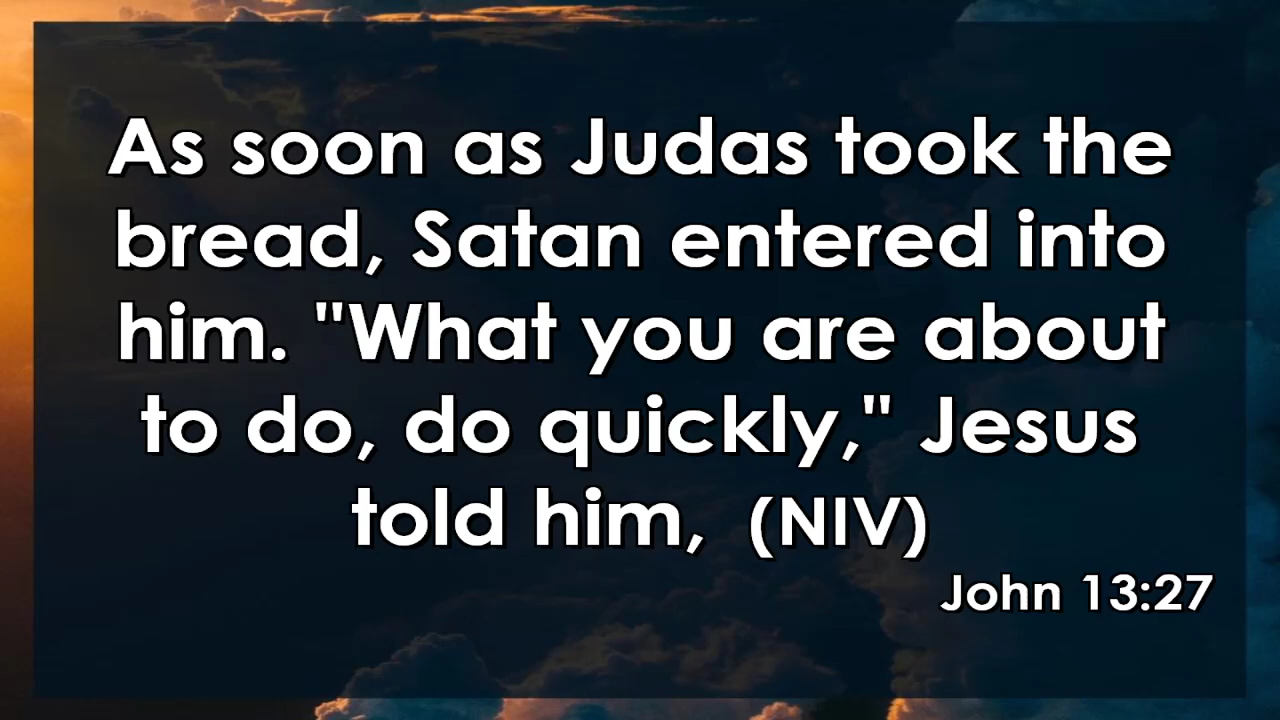 As soon as Judas took the
bread, Satan entered into
him. "What you are about
to do, do quickly," Jesus
told him, (NIV)
John 13:27